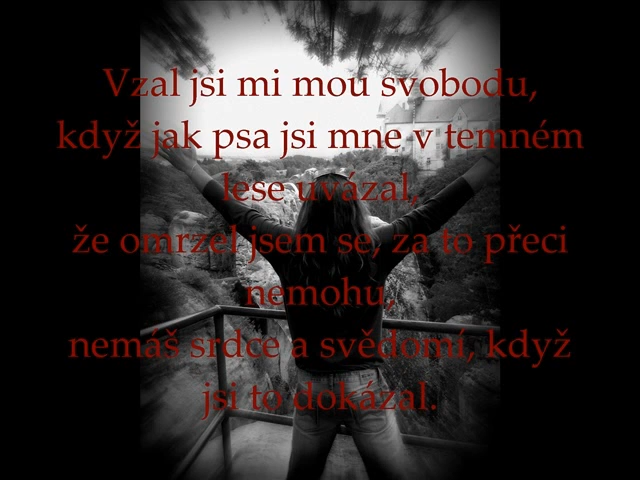 Vzal jsi mi mou svobodu,
když jak psa jsi mne v temném
lese uvázal,
že omrzel jsem se, za to přeci
nemohu,
nemáš srdce a svědomí, když
jsi to dokázal.